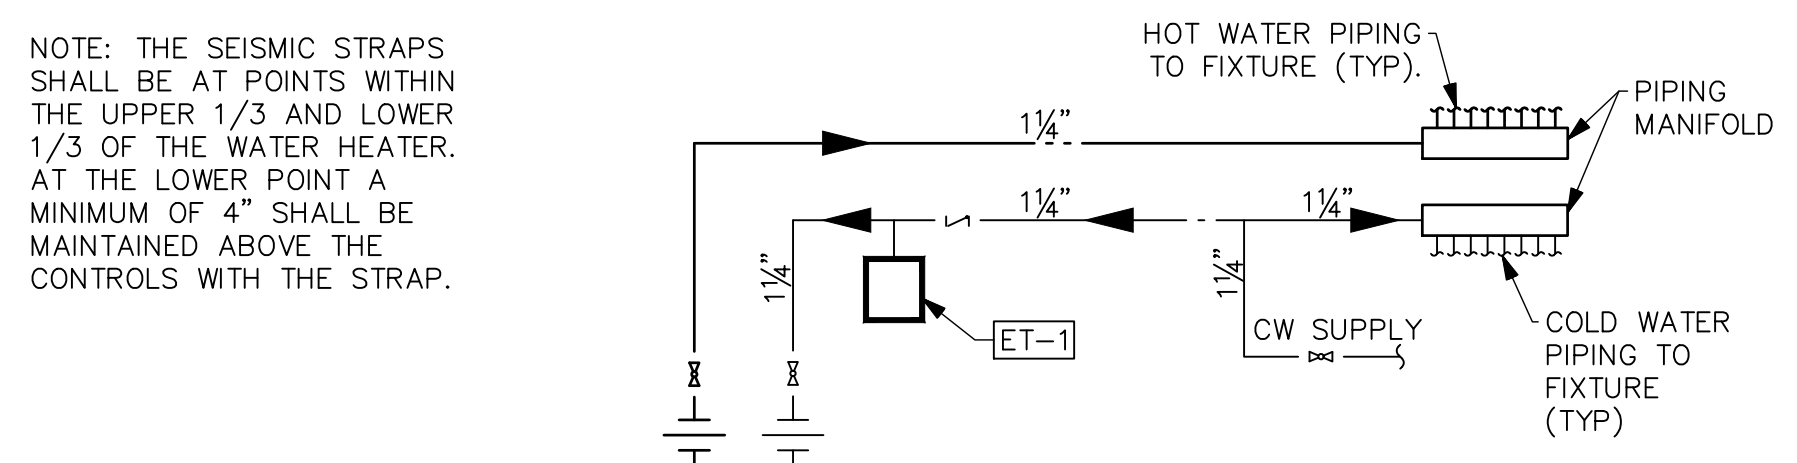 NOTE: THE SEISMIC STRAPS
SHALL BE AT POINTS WITHIN
THE UPPER 1/3 AND LOWER
1/3 OF THE WATER HEATER.
AT THE LOWER POINT A
MINIMUM OF 4" SHALL BE
MAINTAINED ABOVE THE
CONTROLS WITH THE STRAP.
HOT WATER PIPING
TO FIXTURE (TYP).
PIPING
MANIFOLD
1¼"
1¼"
1¼"
1¼"
1¼"
ET-1
CW SUPPLY
COLD WATER
PIPING TO
FIXTURE
(TYP)